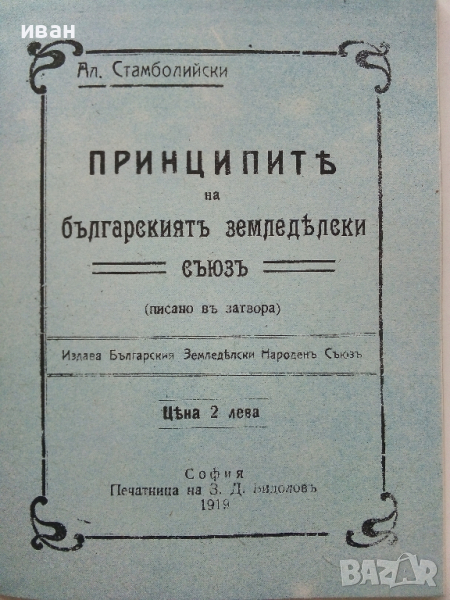 иван
Ал. Стамболийски
ПРИНЦИПИТѢ
на
българскиятъ земледѣлски
съюзъ
(писано въ затвора)
Издава Българския Земледѣлски Народенъ Съюзъ
Цѣна 2 лева
София
Печатница на З. Д. Видоловъ
1919
BAZAR